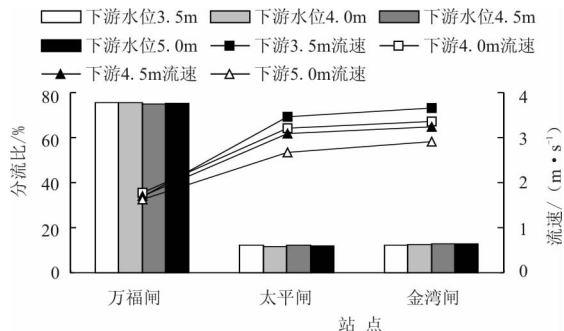 下游水位3.5m 下游水位4.0m 下游水位4.5m
下游水位5.0m 下游3.5m流速 下游4.0m流速
下游4.5m流速 下游5.0m流速
80 4
60 3
40 2
20 1
0 0
分流比/%
流速/(m·s⁻¹)
万福闸 太平闸 金湾闸
站 点